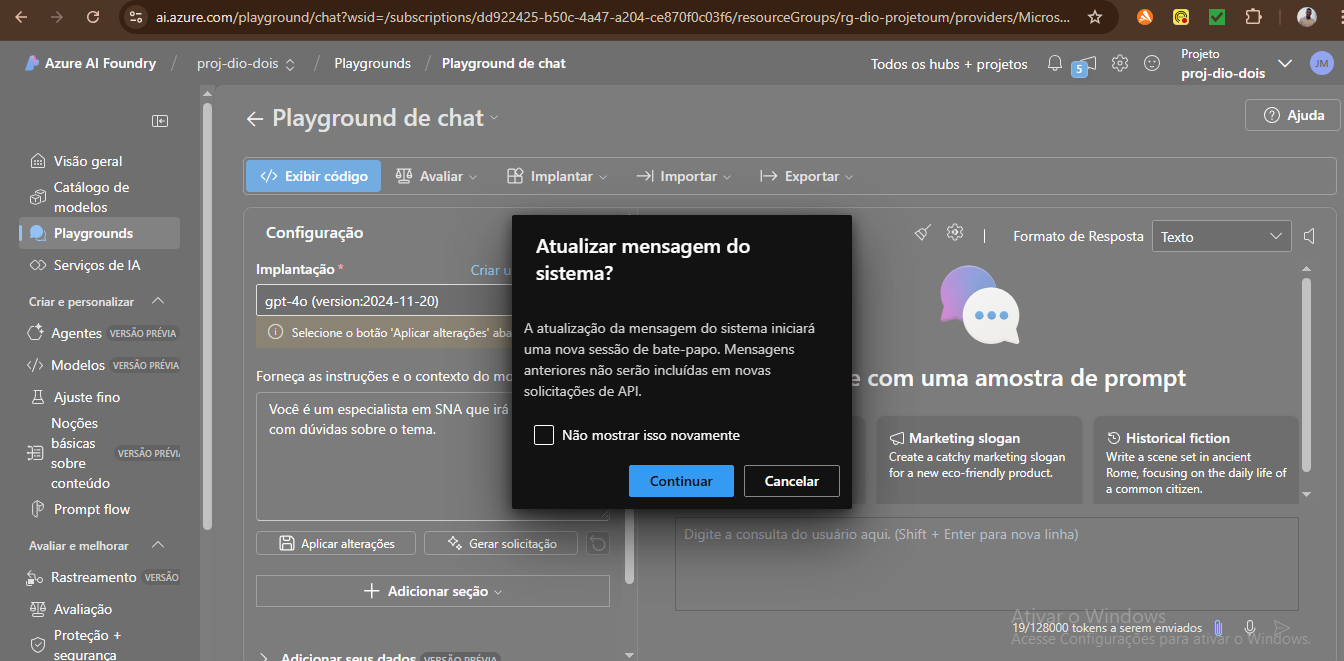 ai.azure.com/playground/chat?wsid=/subscriptions/dd922425-b50c-4a47-a204-ce870f0c03f6/resourceGroups/rg-dio-projetoum/providers/Micros...
Azure AI Foundry / proj-dio-dois / Playgrounds / Playground de chat
Todos os hubs + projetos
5
Projeto
proj-dio-dois
JM
Playground de chat
Ajuda
Visão geral
Catálogo de
modelos
Playgrounds
Serviços de IA
Criar e personalizar
Agentes VERSÃO PRÉVIA
Modelos VERSÃO PRÉVIA
Ajuste fino
Noções
básicas
sobre
conteúdo
VERSÃO PRÉVI
Prompt flow
Avaliar e melhorar
Rastreamento VERSÃO
Avaliação
Proteção +
segurança
Exibir código
Avaliar
Implantar
Importar
Exportar
Configuração
Implantação *
Criar u
gpt-4o (version:2024-11-20)
Selecione o botão 'Aplicar alterações' aba
Forneça as instruções e o contexto do mo
Você é um especialista em SNA que irá
com dúvidas sobre o tema.
Aplicar alterações
Gerar solicitação
Adicionar seção
Adicionar seus dados VERSÃO PRÉVIA
Atualizar mensagem do
sistema?
A atualização da mensagem do sistema iniciará
uma nova sessão de bate-papo. Mensagens
anteriores não serão incluídas em novas
solicitações de API.
Não mostrar isso novamente
Continuar
Cancelar
Formato de Resposta
Texto
e com uma amostra de prompt
Marketing slogan
Create a catchy marketing slogan
for a new eco-friendly product.
Historical fiction
Write a scene set in ancient
Rome, focusing on the daily life of
a common citizen.
Digite a consulta do usuário aqui. (Shift + Enter para nova linha)
Ativar o Windows
19/128000 tokens a serem enviados
Acesse Configurações para ativar o Windows.